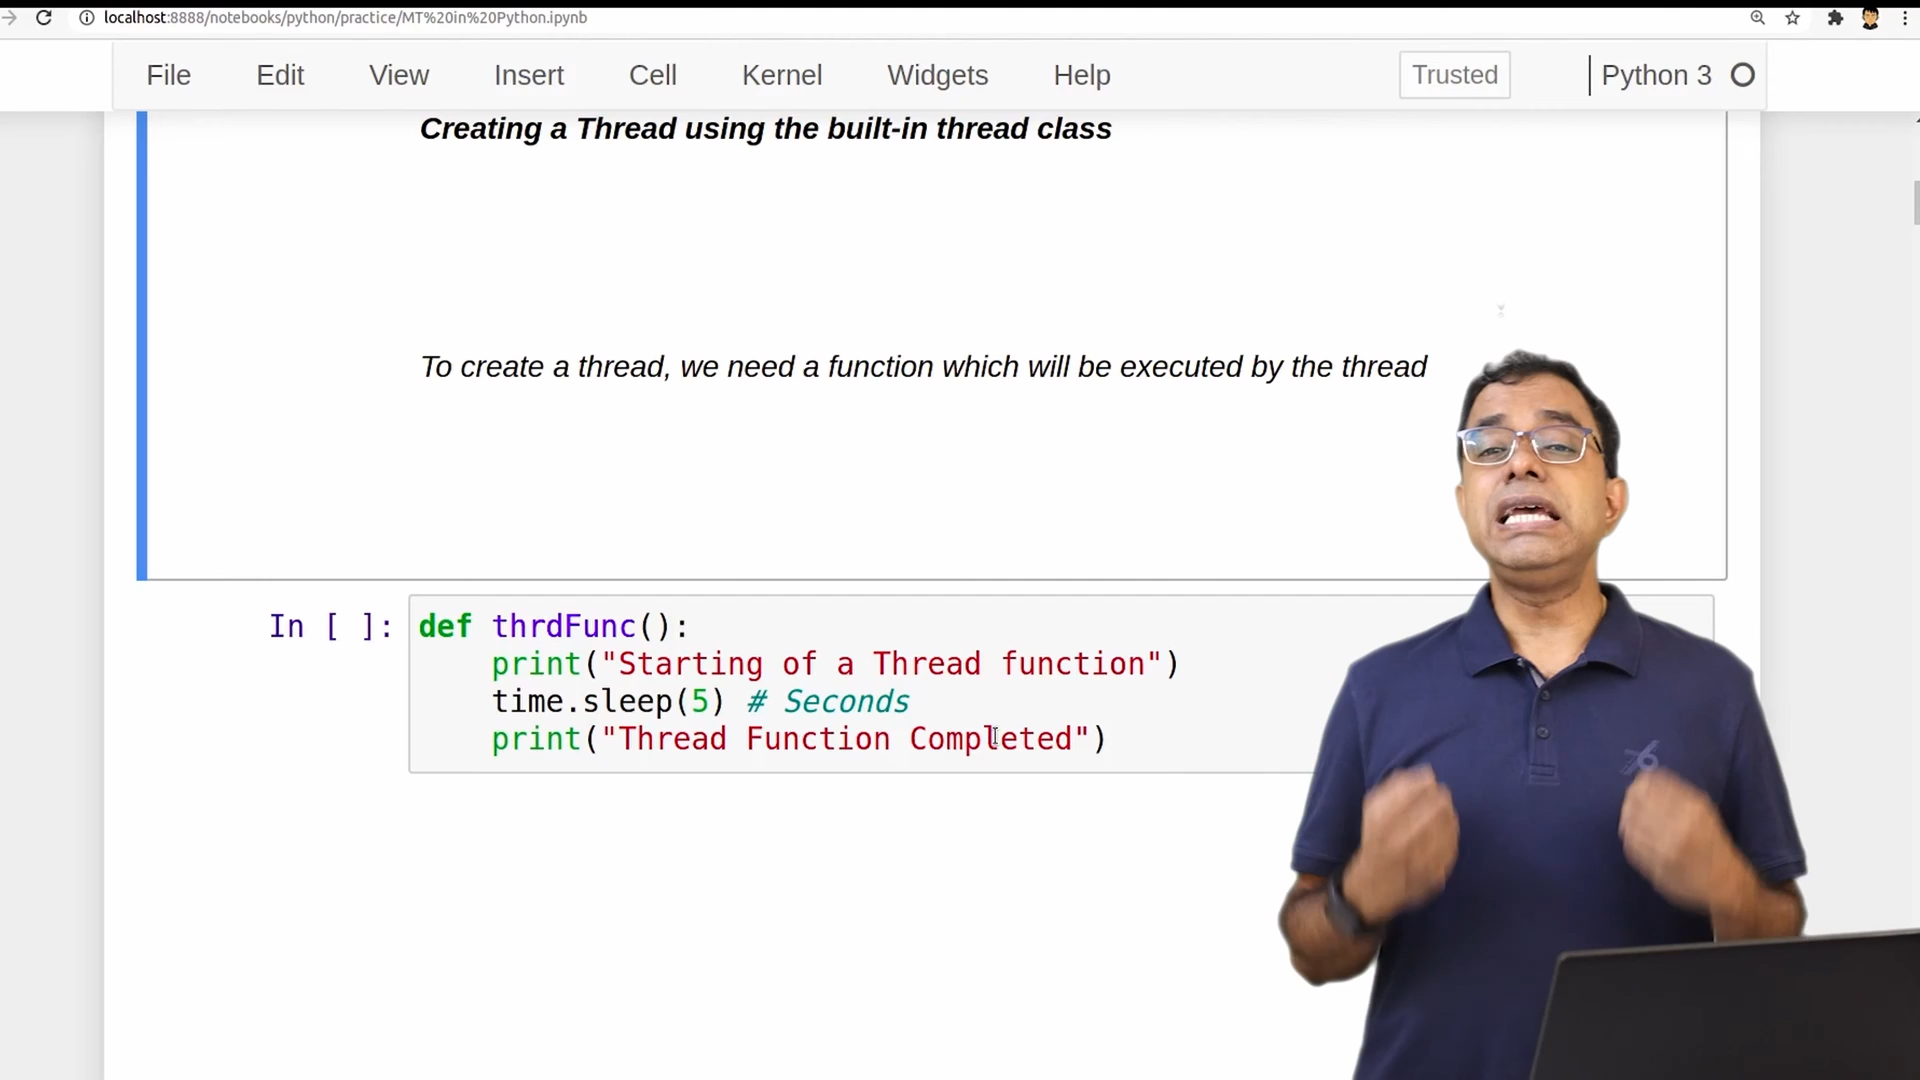 localhost:8888/notebooks/python/practice/MT%20in%20Python.ipynb
File Edit View Insert Cell Kernel Widgets Help Trusted Python 3
Creating a Thread using the built-in thread class
To create a thread, we need a function which will be executed by the thread
In [ ]: def thrdFunc():
print("Starting of a Thread function")
time.sleep(5) # Seconds
print("Thread Function Completed")